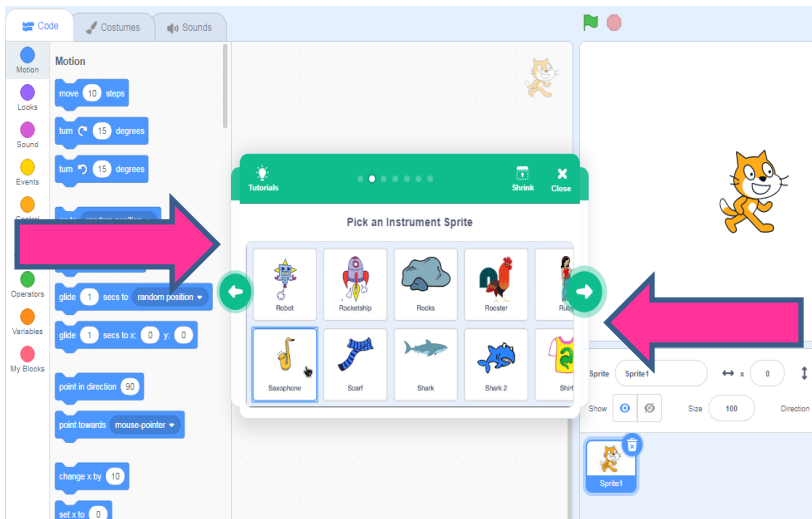 Code Costumes Sounds
Motion
Looks
Sound
Events
Operators
Variables
My Blocks
Motion
move 10 steps
turn 15 degrees
turn 15 degrees
glide 1 secs to random position
glide 1 secs to x: 0 y: 0
point in direction 90
point towards mouse-pointer
change x by 10
set x to 0
Tutorials
Shrink
Close
Pick an Instrument Sprite
Robot Rocketship Rocks Rooster Ruby
Saxophone Scarf Shark Shark 2 Shirt
Sprite Sprite1 x 0
Show Size 100 Direction
Sprite1